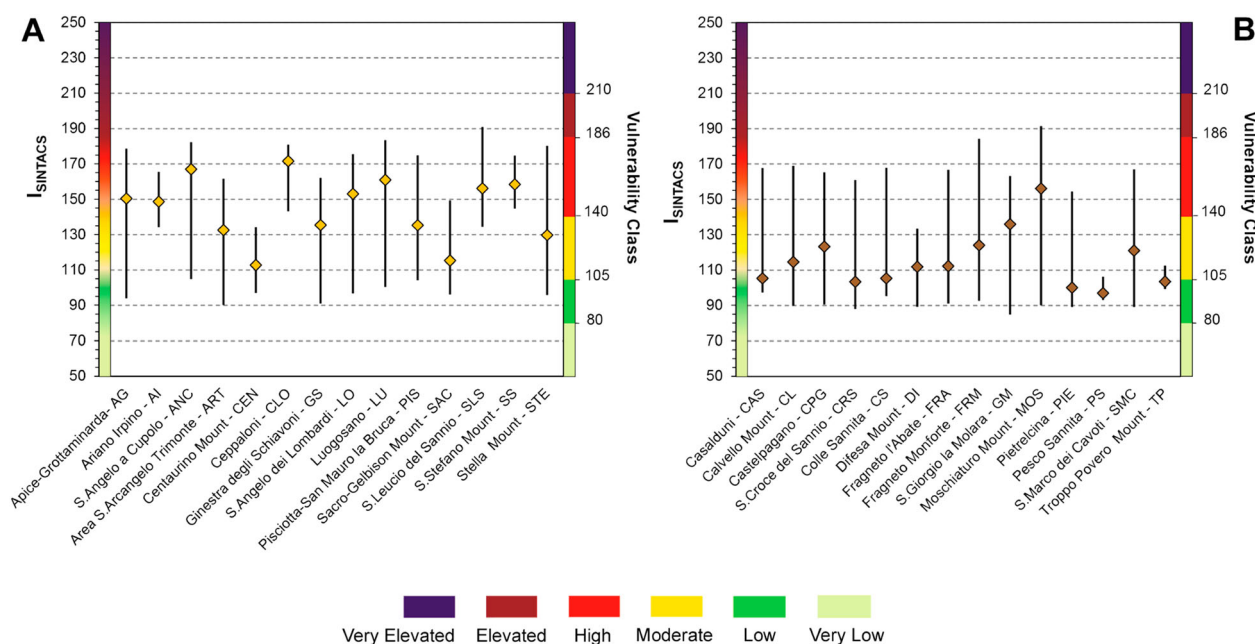 A
I_SINTACS
250
230
210
190
170
150
130
110
90
70
50
210
186
140
105
80
Vulnerability Class
Apice-Grottaminarda- AG
Ariano Irpino - AI
S.Angelo a Cupolo - ANC
Area S.Arcangelo Trimonte - ART
Centaurino Mount - CEN
Ceppaloni - CLO
Ginestra degli Schiavoni - GS
S.Angelo dei Lombardi - LO
Luogosano - LU
Pisciotta-San Mauro la Bruca - PIS
Sacro-Gelbison Mount - SAC
S.Leucio del Sannio - SLS
S.Stefano Mount - SS
Stella Mount - STE
B
I_SINTACS
250
230
210
190
170
150
130
110
90
70
50
210
186
140
105
80
Vulnerability Class
Casalduni - CAS
Calvello Mount - CL
Castelpagano - CPG
S.Croce del Sannio - CRS
Colle Sannita - CS
Difesa Mount - DI
Fragneto l'Abate - FRA
Fragneto Monforte - FRM
S.Giorgio la Molara - GM
Moschiaturo Mount - MOS
Pietrelcina - PIE
Pesco Sannita - PS
S.Marco dei Cavoti - SMC
Troppo Povero Mount - TP
Very Elevated
Elevated
High
Moderate
Low
Very Low